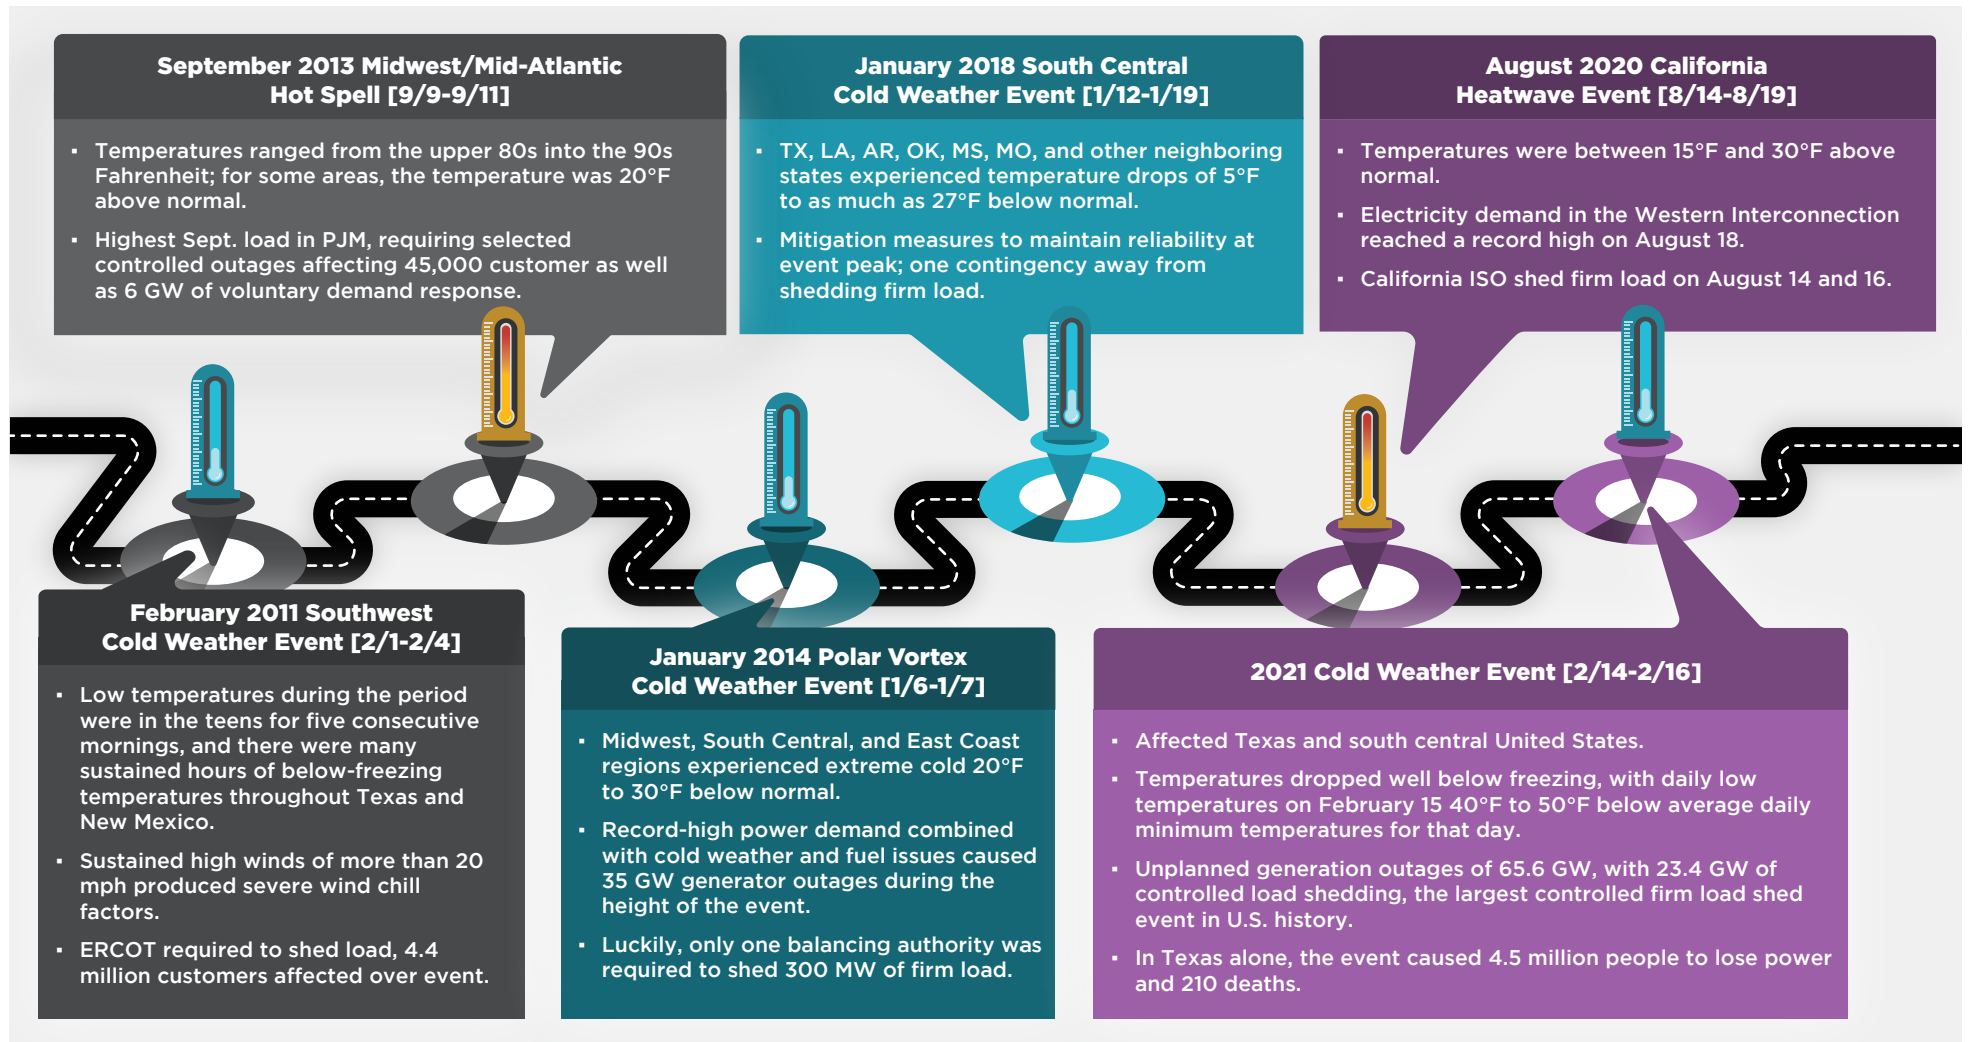 September 2013 Midwest/Mid-Atlantic
Hot Spell [9/9-9/11]
▪ Temperatures ranged from the upper 80s into the 90s
Fahrenheit; for some areas, the temperature was 20°F
above normal.
▪ Highest Sept. load in PJM, requiring selected
controlled outages affecting 45,000 customer as well
as 6 GW of voluntary demand response.
January 2018 South Central
Cold Weather Event [1/12-1/19]
▪ TX, LA, AR, OK, MS, MO, and other neighboring
states experienced temperature drops of 5°F
to as much as 27°F below normal.
▪ Mitigation measures to maintain reliability at
event peak; one contingency away from
shedding firm load.
August 2020 California
Heatwave Event [8/14-8/19]
▪ Temperatures were between 15°F and 30°F above
normal.
▪ Electricity demand in the Western Interconnection
reached a record high on August 18.
▪ California ISO shed firm load on August 14 and 16.
February 2011 Southwest
Cold Weather Event [2/1-2/4]
▪ Low temperatures during the period
were in the teens for five consecutive
mornings, and there were many
sustained hours of below-freezing
temperatures throughout Texas and
New Mexico.
▪ Sustained high winds of more than 20
mph produced severe wind chill
factors.
▪ ERCOT required to shed load, 4.4
million customers affected over event.
January 2014 Polar Vortex
Cold Weather Event [1/6-1/7]
▪ Midwest, South Central, and East Coast
regions experienced extreme cold 20°F
to 30°F below normal.
▪ Record-high power demand combined
with cold weather and fuel issues caused
35 GW generator outages during the
height of the event.
▪ Luckily, only one balancing authority was
required to shed 300 MW of firm load.
2021 Cold Weather Event [2/14-2/16]
▪ Affected Texas and south central United States.
▪ Temperatures dropped well below freezing, with daily low
temperatures on February 15 40°F to 50°F below average daily
minimum temperatures for that day.
▪ Unplanned generation outages of 65.6 GW, with 23.4 GW of
controlled load shedding, the largest controlled firm load shed
event in U.S. history.
▪ In Texas alone, the event caused 4.5 million people to lose power
and 210 deaths.